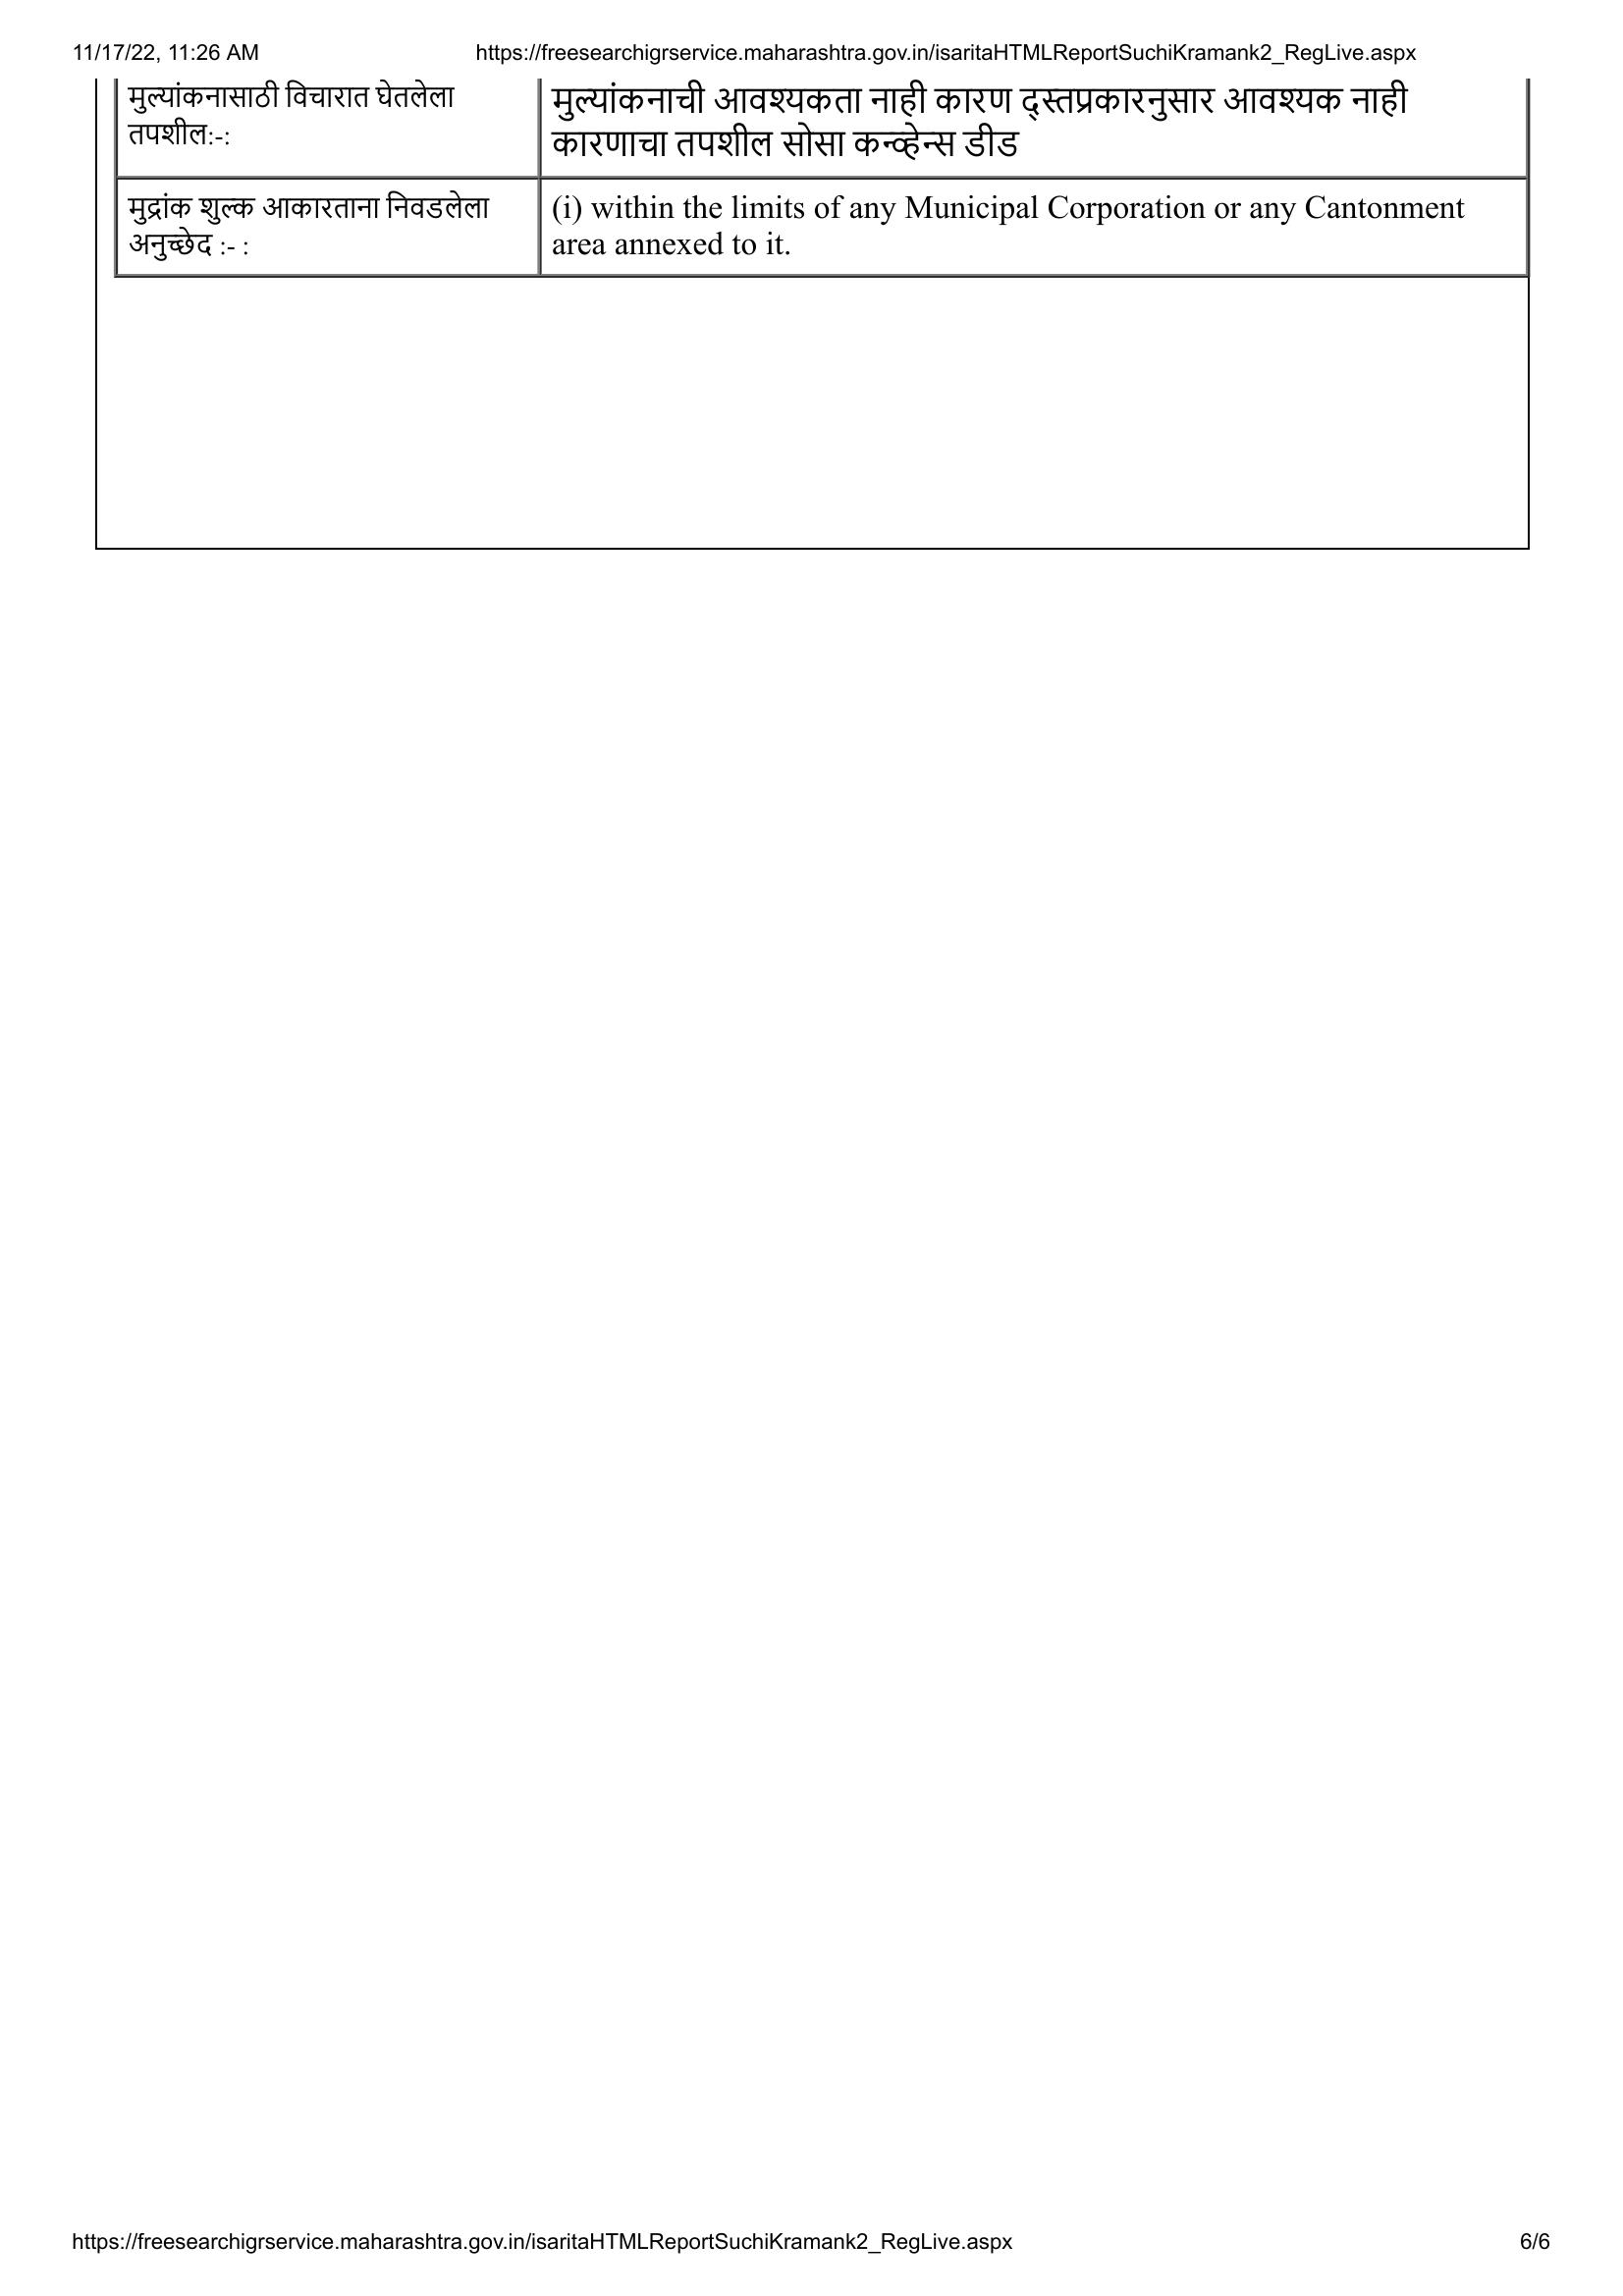 11/17/22, 11:26 AM https://freesearchigrservice.maharashtra.gov.in/isaritaHTMLReportSuchiKramank2_RegLive.aspx
मुल्यांकनासाठी विचारात घेतलेला
तपशील:-:
मुल्यांकनाची आवश्यकता नाही कारण द्स्तप्रकारनुसार आवश्यक नाही
कारणाचा तपशील सोसा कन्व्हेन्स डीड
मुद्रांक शुल्क आकारताना निवडलेला
अनुच्छेद :- :
(i) within the limits of any Municipal Corporation or any Cantonment
area annexed to it.
https://freesearchigrservice.maharashtra.gov.in/isaritaHTMLReportSuchiKramank2_RegLive.aspx 6/6